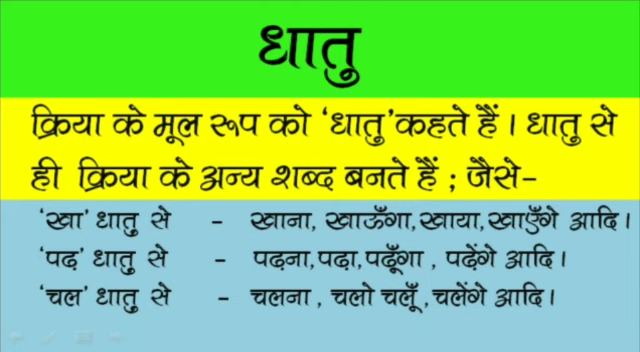 धातु
क्रिया के मूल रूप को ‘धातु’ कहते हैं । धातु से
ही क्रिया के अन्य शब्द बनते हैं ; जैसे-
‘खा’ धातु से - खाना, खाऊँगा, खाया, खाएँगे आदि ।
‘पढ़’ धातु से - पढ़ना, पढ़ा, पढ़ूँगा , पढ़ेंगे आदि ।
‘चल’ धातु से - चलना , चलो चलूँ , चलेंगे आदि ।